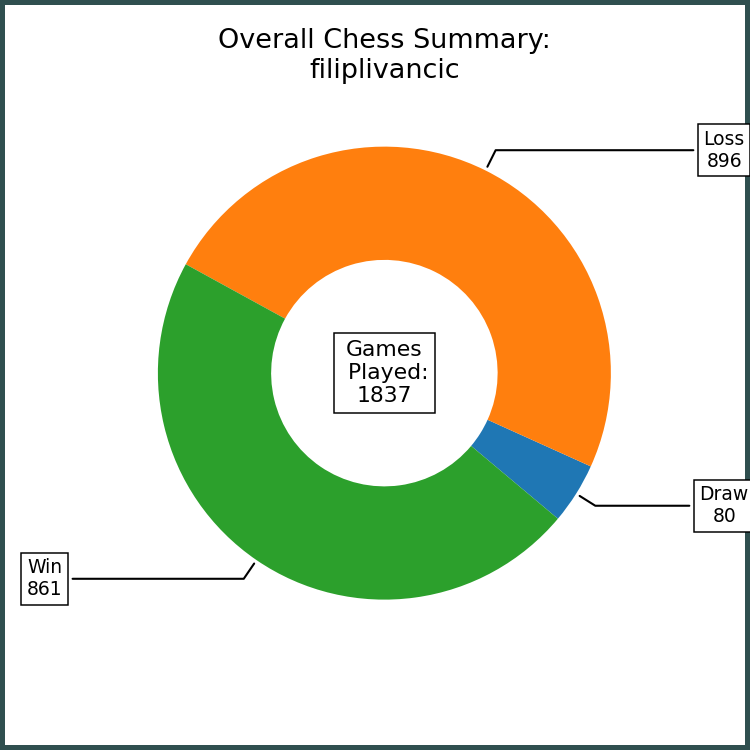 Overall Chess Summary:
filiplivancic
Loss
896
Games
Played:
1837
Draw
80
Win
861